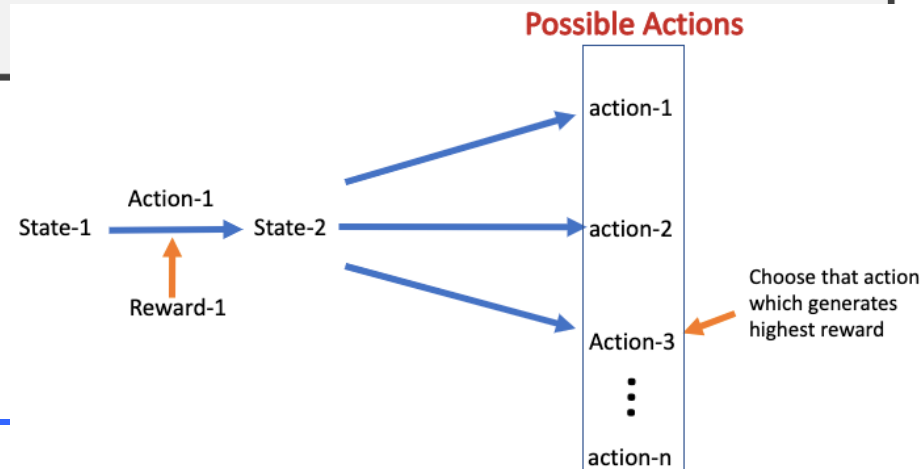 Possible Actions
action-1
Action-1
State-1
State-2
action-2
Reward-1
Choose that action
which generates
highest reward
Action-3
action-n